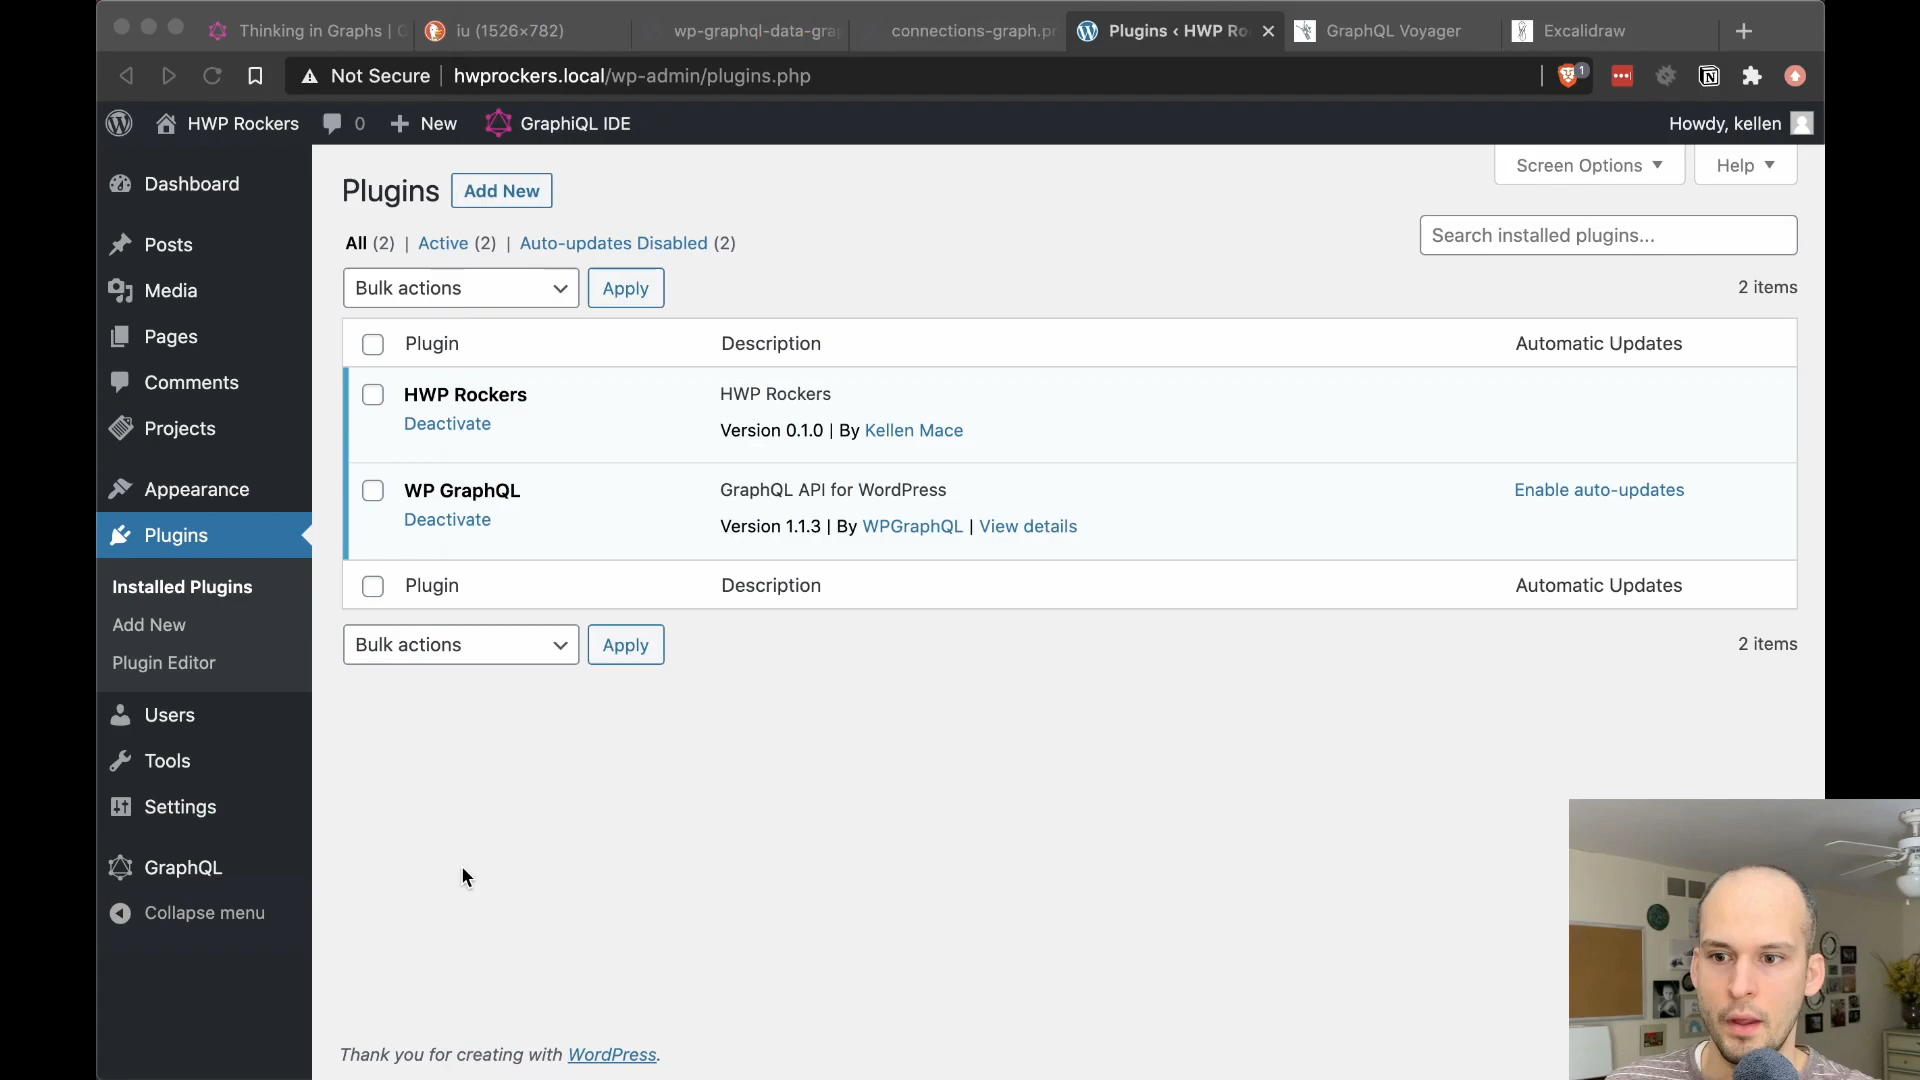 Thinking in Graphs |
iu (1526×782)
wp-graphql-data-gra
connections-graph.pr
Plugins ‹ HWP Ro
GraphQL Voyager
Excalidraw
Not Secure
hwprockers.local/wp-admin/plugins.php
1
HWP Rockers
0
New
GraphiQL IDE
Howdy, kellen
Dashboard
Posts
Media
Pages
Comments
Projects
Appearance
Plugins
Installed Plugins
Add New
Plugin Editor
Users
Tools
Settings
GraphQL
Collapse menu
Screen Options
Help
Plugins
Add New
All (2) | Active (2) | Auto-updates Disabled (2)
Search installed plugins...
Bulk actions
Apply
2 items
Plugin
Description
Automatic Updates
HWP Rockers
Deactivate
HWP Rockers
Version 0.1.0 | By Kellen Mace
WP GraphQL
Deactivate
GraphQL API for WordPress
Version 1.1.3 | By WPGraphQL | View details
Enable auto-updates
Plugin
Description
Automatic Updates
Bulk actions
Apply
2 items
Thank you for creating with WordPress.